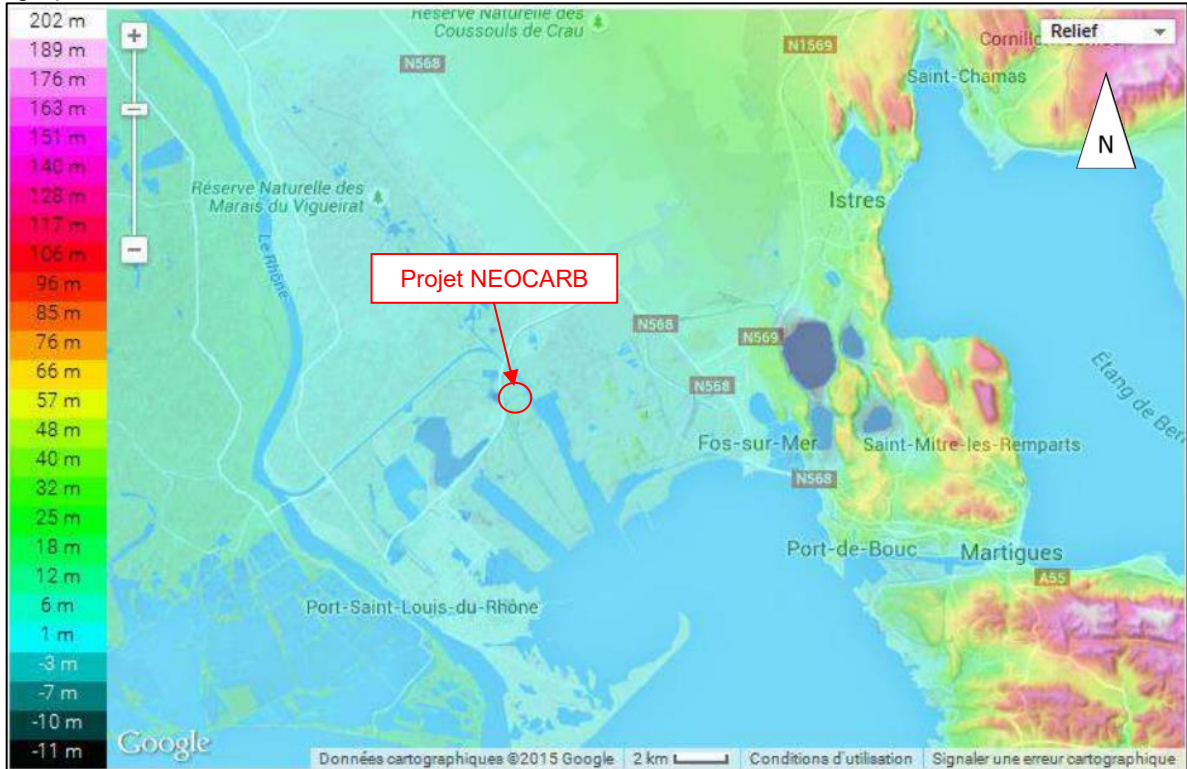 202 m
189 m
176 m
163 m
151 m
140 m
128 m
117 m
106 m
96 m
85 m
76 m
66 m
57 m
48 m
40 m
32 m
25 m
18 m
12 m
6 m
1 m
-3 m
-7 m
-10 m
-11 m
Réserve Naturelle des
Coussouls de Crau
N568
N1569
Relief
Saint-Chamas
N
Réserve Naturelle des
Marais du Vigueirat
Istres
Le Rhône
Projet NEOCARB
N568
N569
N568
Étang de Ber
Fos-sur-Mer
Saint-Mitre-les-Remparts
N568
Port-de-Bouc
Martigues
A55
Port-Saint-Louis-du-Rhône
Google
Données cartographiques ©2015 Google
2 km
Conditions d'utilisation
Signaler une erreur cartographique